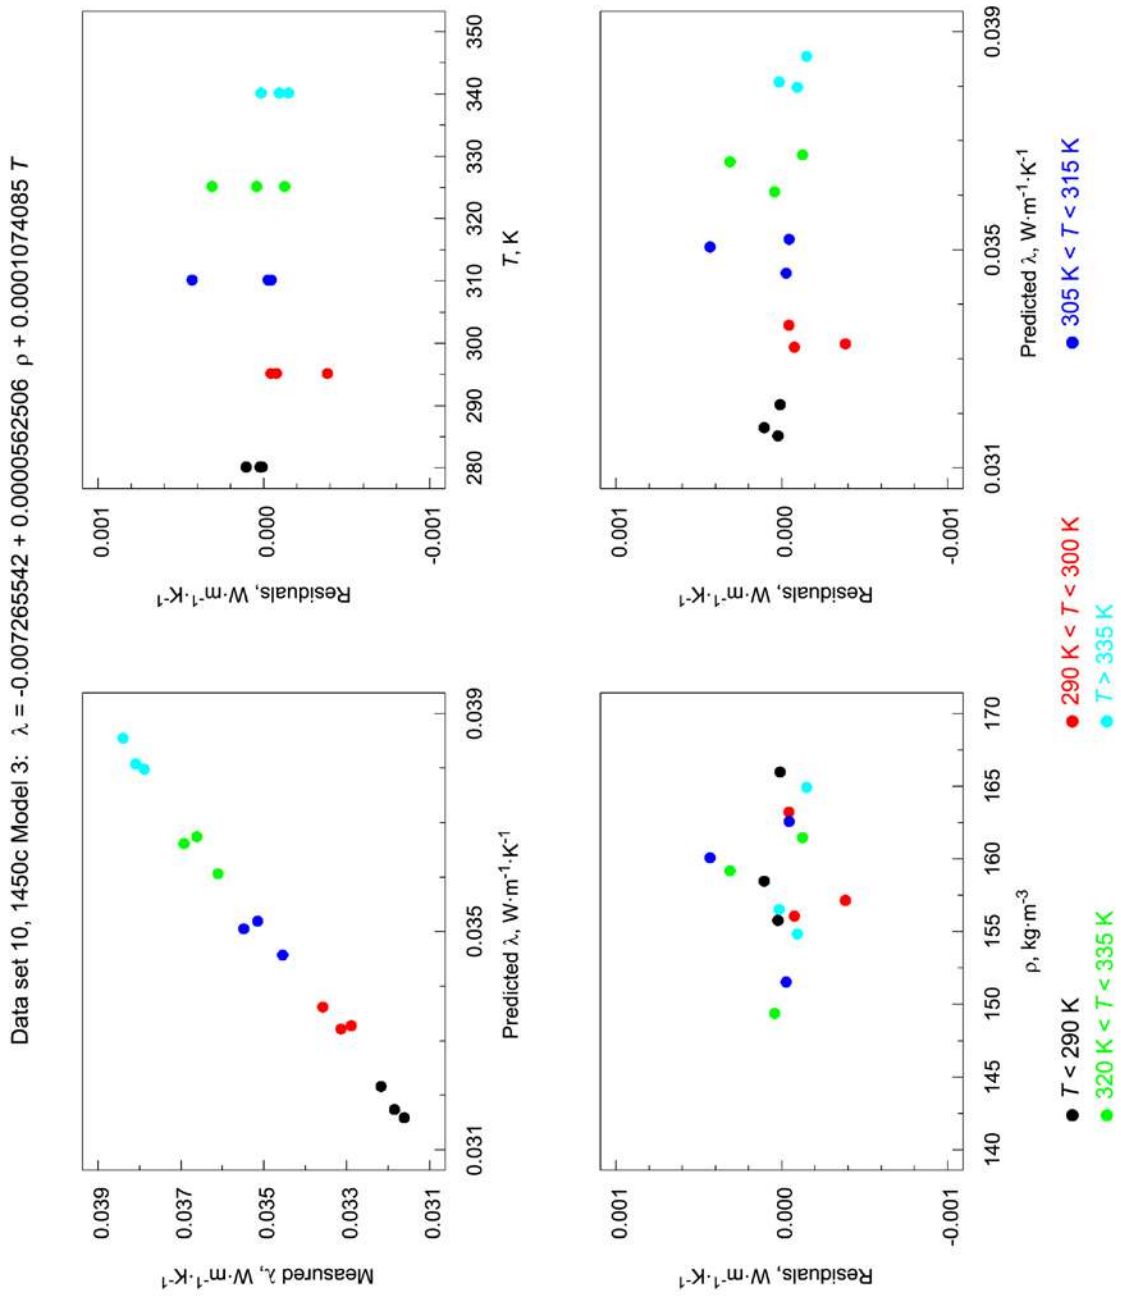 Data set 10, 1450c Model 3: λ = -0.007265542 + 0.0000562506 ρ + 0.0001074085 T
0.039
0.037
0.035
0.033
0.031
Measured λ, W·m⁻¹·K⁻¹
0.031
0.035
0.039
Predicted λ, W·m⁻¹·K⁻¹
0.001
0.000
-0.001
Residuals, W·m⁻¹·K⁻¹
280
290
300
310
320
330
340
350
T, K
0.001
0.000
-0.001
Residuals, W·m⁻¹·K⁻¹
140
145
150
155
160
165
170
ρ, kg·m⁻³
0.001
0.000
-0.001
Residuals, W·m⁻¹·K⁻¹
0.031
0.035
0.039
Predicted λ, W·m⁻¹·K⁻¹
T < 290 K
290 K < T < 300 K
305 K < T < 315 K
320 K < T < 335 K
T > 335 K